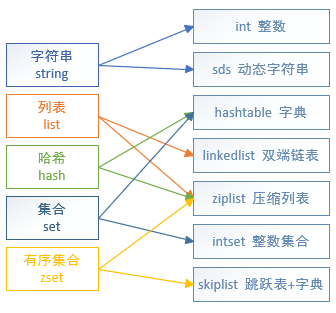 字符串
string
列表
list
哈希
hash
集合
set
有序集合
zset
int 整数
sds 动态字符串
hashtable 字典
linkedlist 双端链表
ziplist 压缩列表
intset 整数集合
skiplist 跳跃表+字典